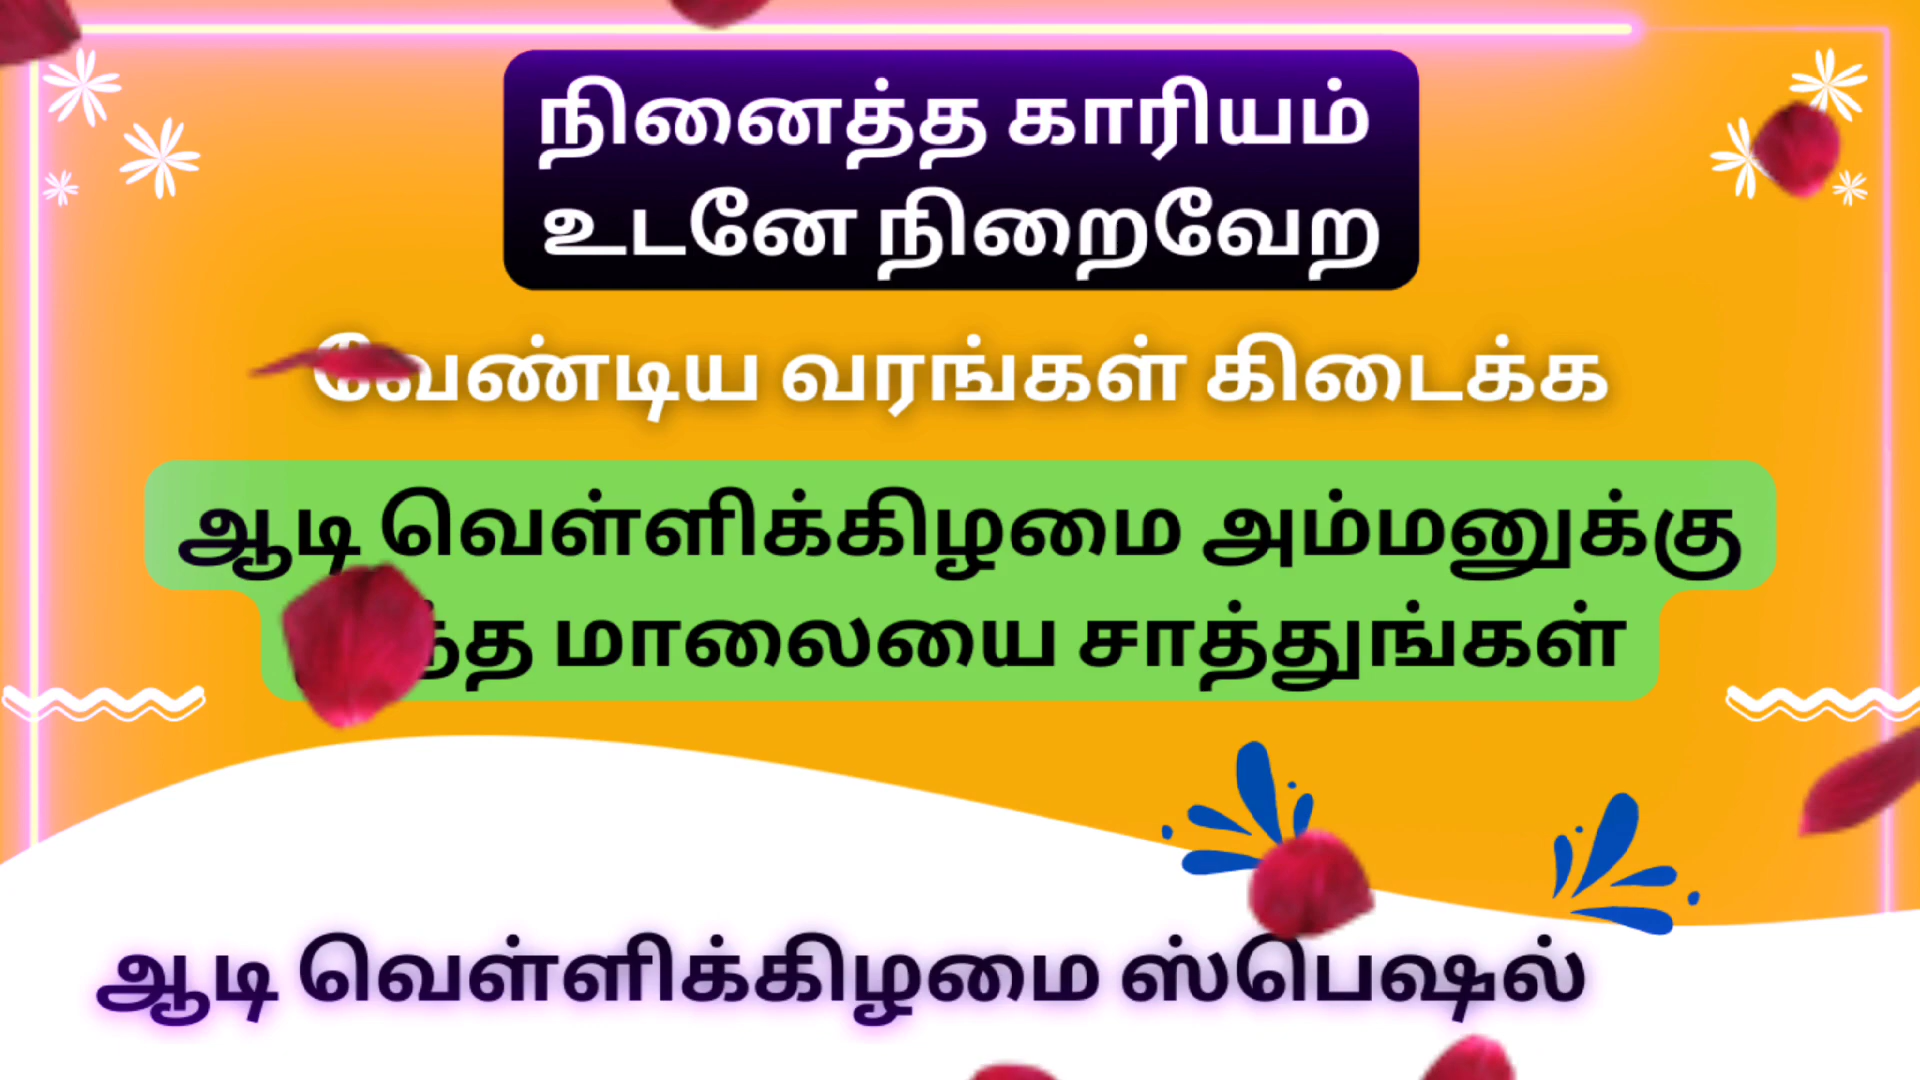 நினைத்த காரியம்
உடனே நிறைவேற
வேண்டிய வரங்கள் கிடைக்க
ஆடி வெள்ளிக்கிழமை அம்மனுக்கு
மாலையை சாத்துங்கள்
ஆடி வெள்ளிக்கிழமை ஸ்பெஷல்